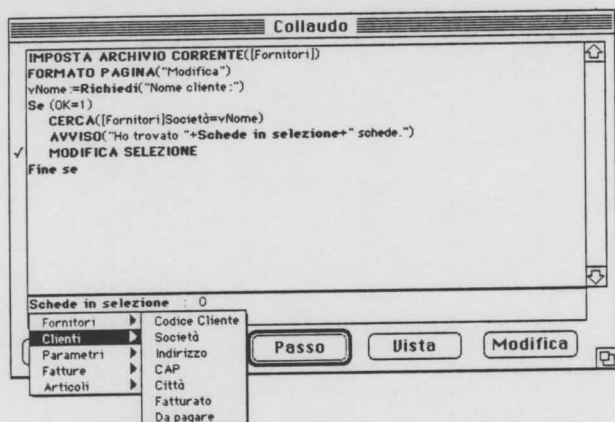 Collaudo
IMPOSTA ARCHIVIO CORRENTE([Fornitori])
FORMATO PAGINA("Modifica")
vNome:=Richiedi("Nome cliente:")
Se (OK=1)
CERCA([Fornitori]Società=vNome)
AVVISO("Ho trovato "+Schede in selezione+" schede.")
✓ MODIFICA SELEZIONE
Fine se
Schede in selezione : 0
Fornitori
Clienti
Parametri
Fatture
Articoli
Codice Cliente
Società
Indirizzo
CAP
Città
Fatturato
Da pagare
Passo
Vista
Modifica